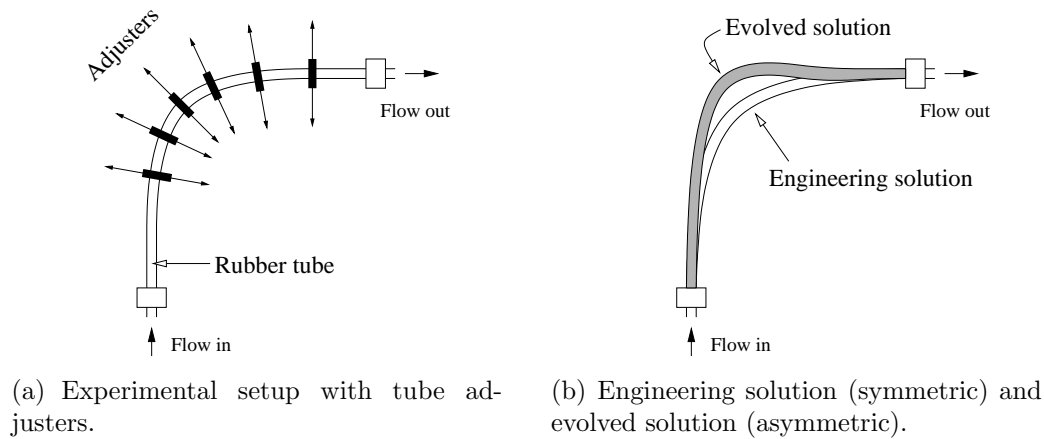 Adjusters
Flow out
Rubber tube
Flow in
(a) Experimental setup with tube ad-
justers.
Evolved solution
Flow out
Engineering solution
Flow in
(b) Engineering solution (symmetric) and
evolved solution (asymmetric).